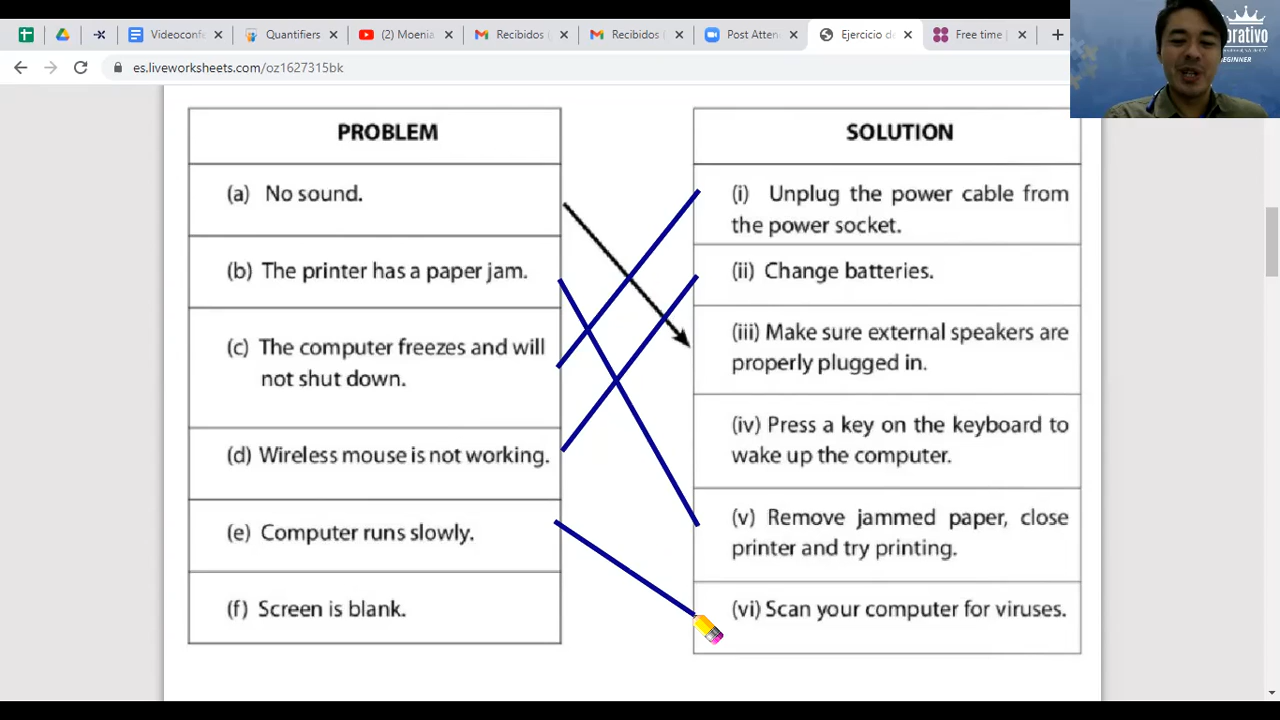 Videoconf
Quantifiers
(2) Moenia
Recibidos
Recibidos
Post Atten
Ejercicio de
Free time
es.liveworksheets.com/oz1627315bk
orativo
BEGINNER
PROBLEM
(a) No sound.
(b) The printer has a paper jam.
(c) The computer freezes and will
not shut down.
(d) Wireless mouse is not working.
(e) Computer runs slowly.
(f) Screen is blank.
SOLUTION
(i) Unplug the power cable from
the power socket.
(ii) Change batteries.
(iii) Make sure external speakers are
properly plugged in.
(iv) Press a key on the keyboard to
wake up the computer.
(v) Remove jammed paper, close
printer and try printing.
(vi) Scan your computer for viruses.